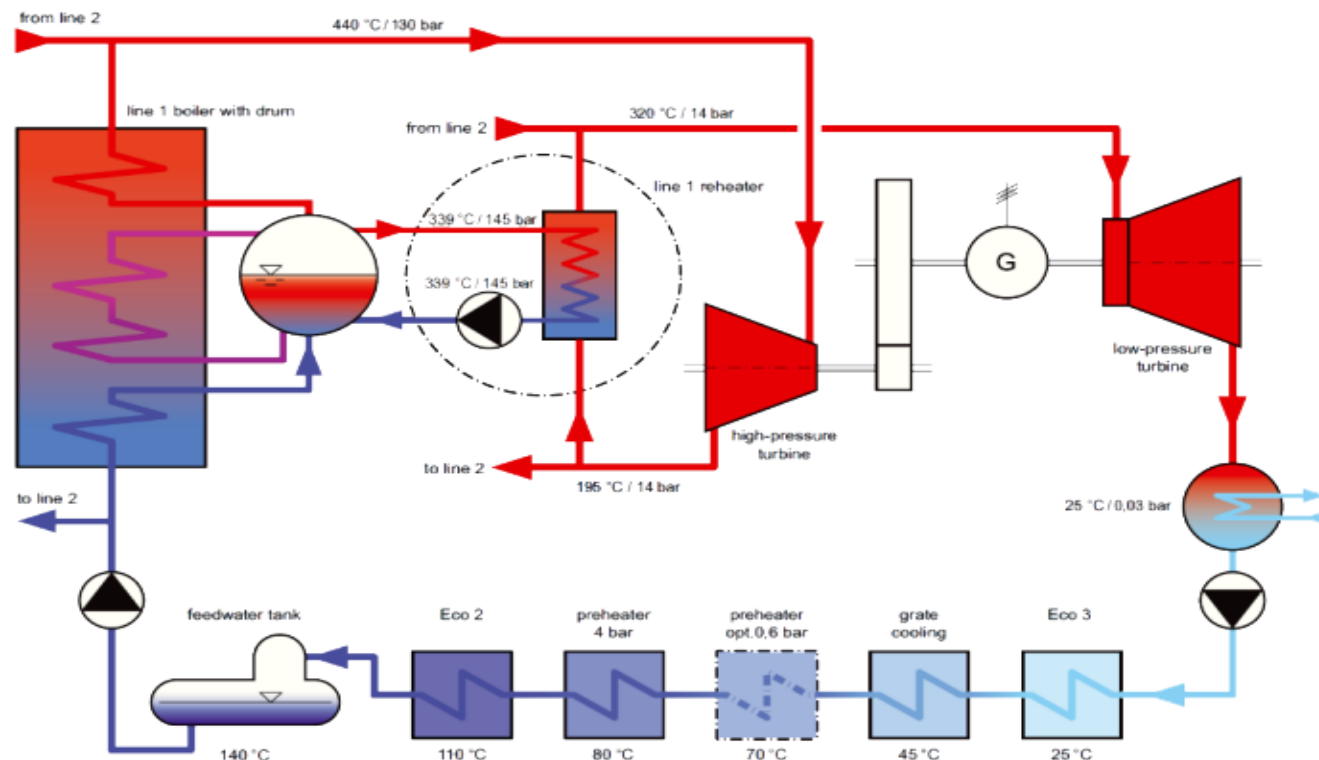 from line 2
440 °C / 130 bar
line 1 boiler with drum
from line 2
320 °C / 14 bar
line 1 reheater
339 °C / 145 bar
339 °C / 145 bar
G
low-pressure
turbine
high-pressure
turbine
to line 2
195 °C / 14 bar
to line 2
25 °C / 0,03 bar
feedwater tank
Eco 2
preheater
4 bar
preheater
opt.0,6 bar
grate
cooling
Eco 3
140 °C
110 °C
80 °C
70 °C
45 °C
25 °C